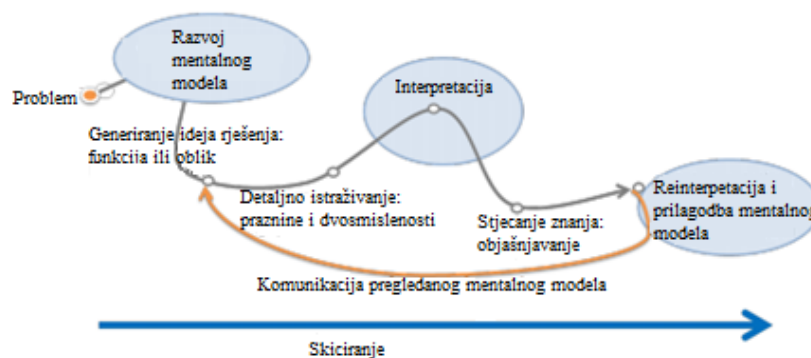 Razvoj
mentalnog
modela
Problem
Interpretacija
Generiranje ideja rješenja:
funkcija ili oblik
Detaljno istraživanje:
praznine i dvosmislenosti
Stjecanje znanja:
objašnjavanje
Reinterpetacija i
prilagodba mentalnog
modela
Komunikacija pregledanog mentalnog modela
Skiciranje